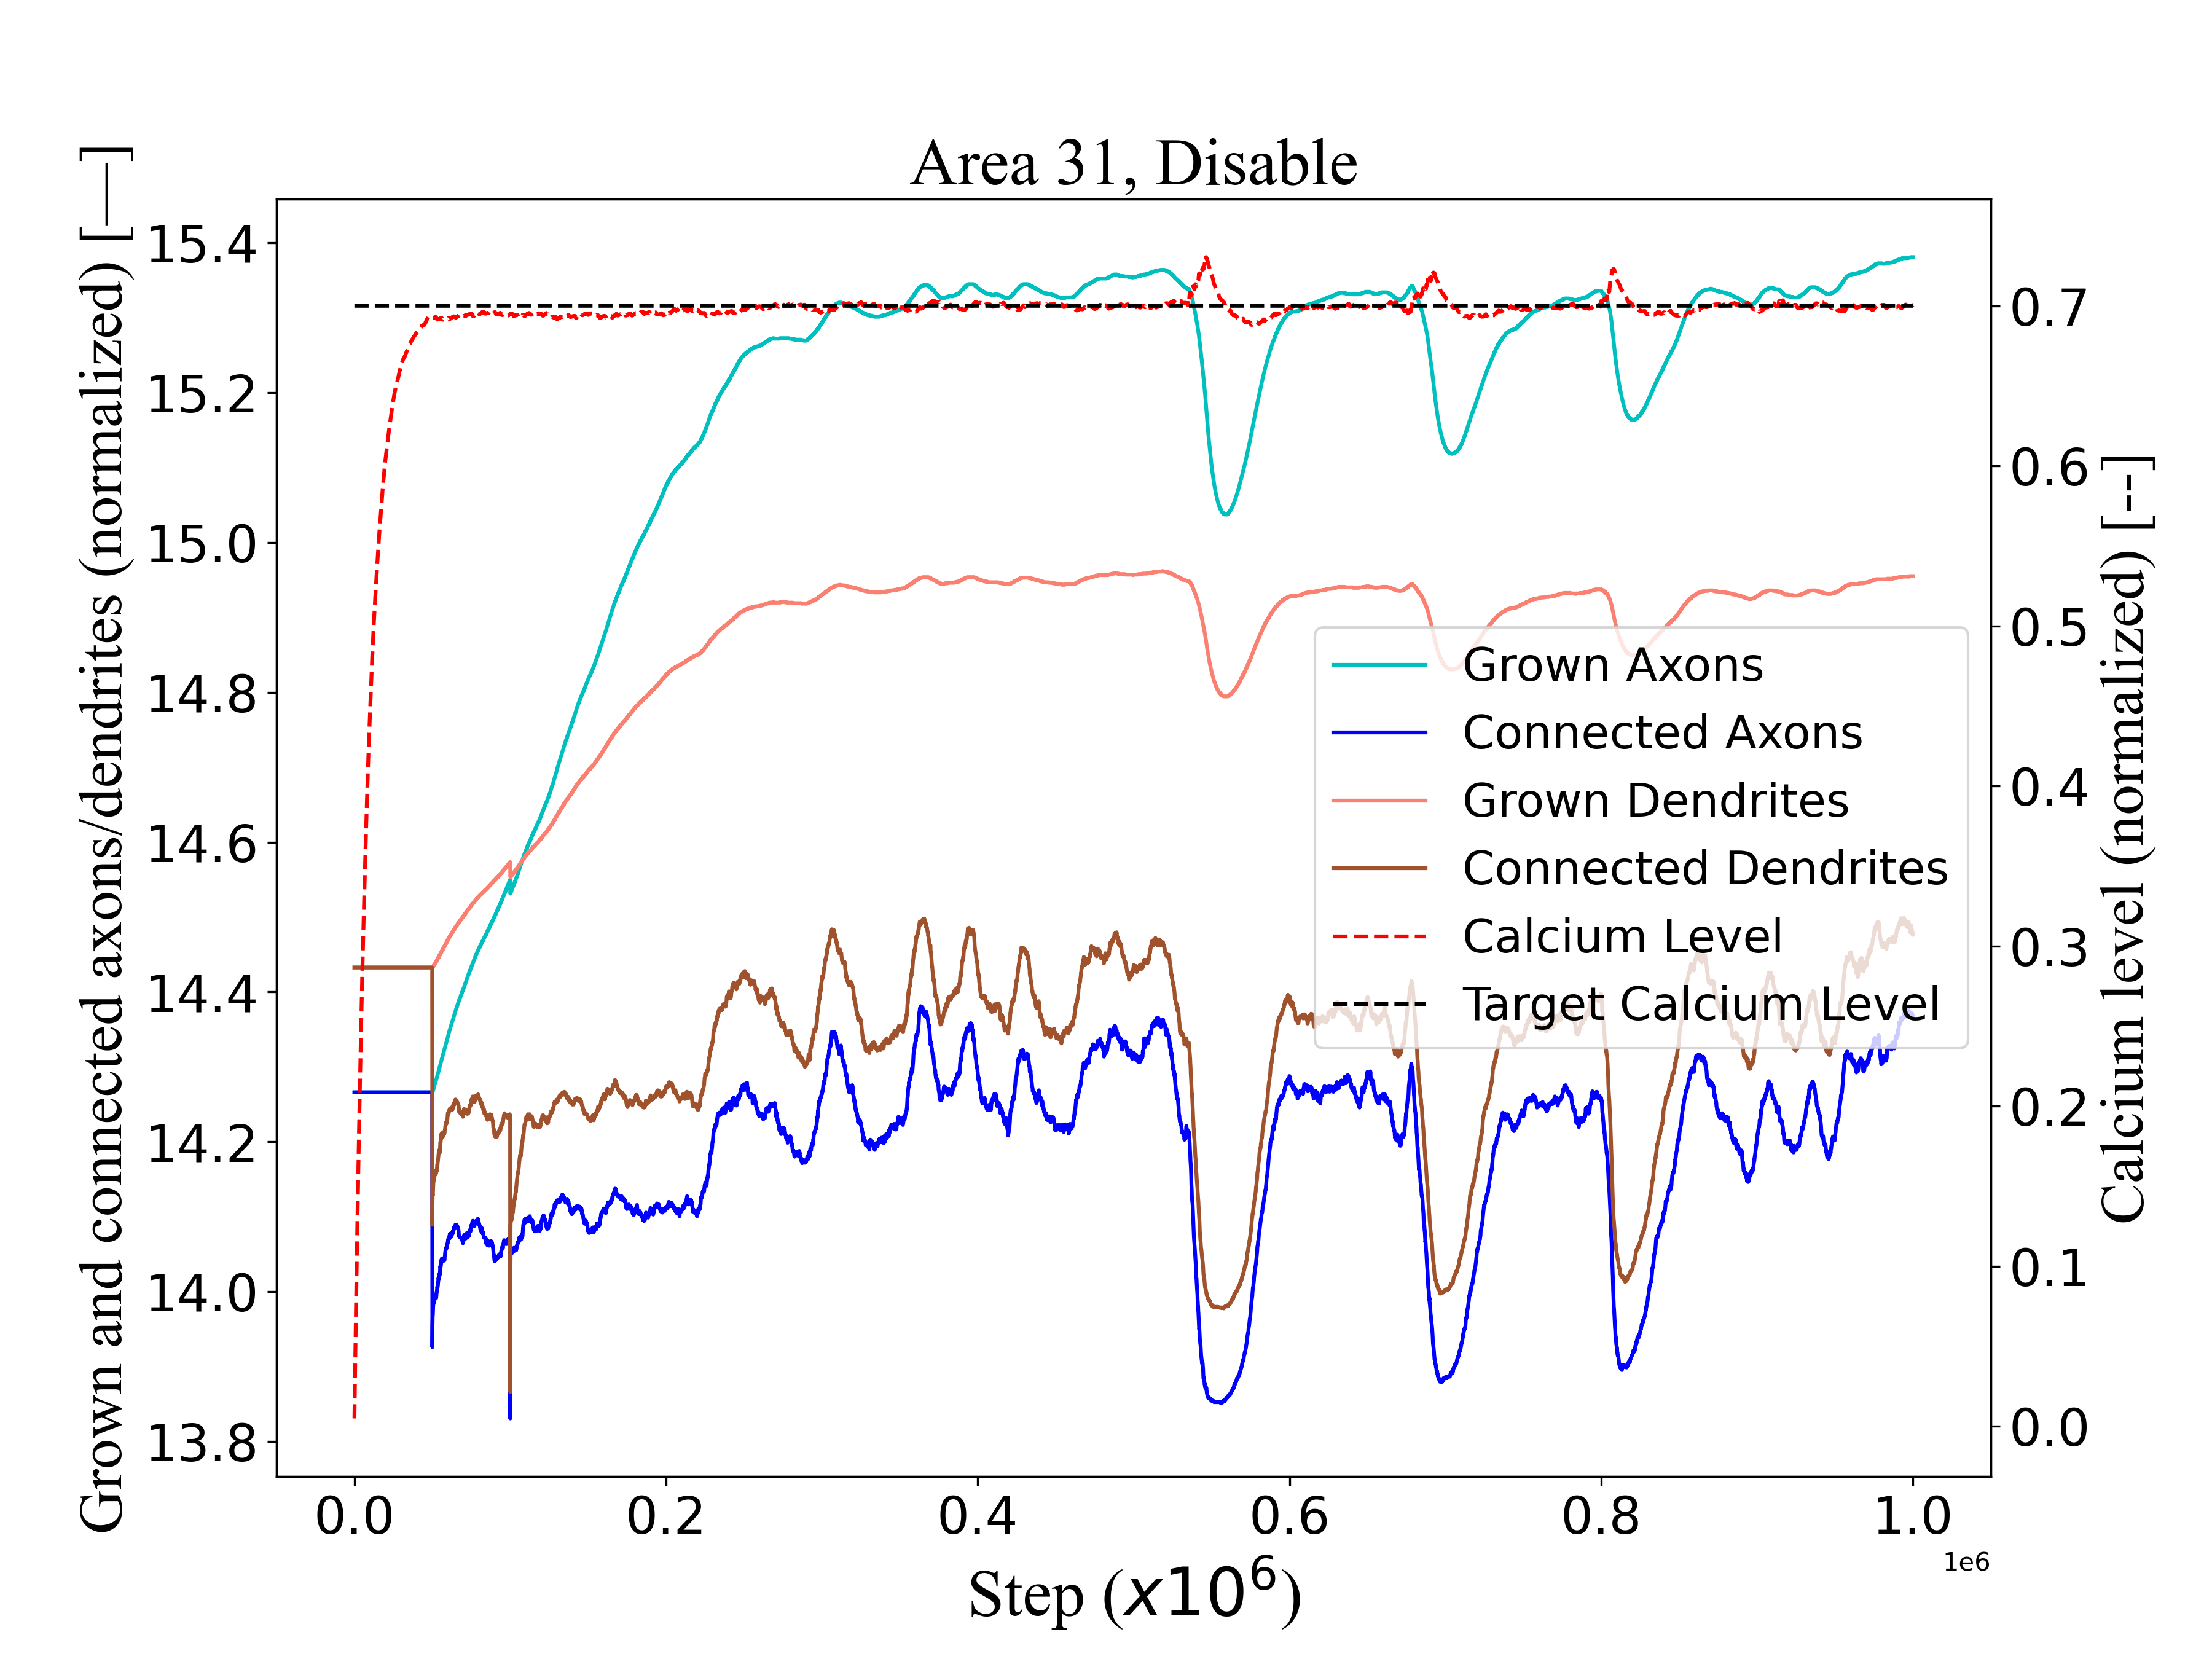 Area 31, Disable
Grown and connected axons/dendrites (normalized) [—]
15.4
15.2
15.0
14.8
14.6
14.4
14.2
14.0
13.8
0.7
0.6
0.5
0.4
0.3
0.2
0.1
0.0
Calcium level (normalized) [--]
Grown Axons
Connected Axons
Grown Dendrites
Connected Dendrites
Calcium Level
Target Calcium Level
0.0 0.2 0.4 0.6 0.8 1.0
1e6
Step (x10⁶)